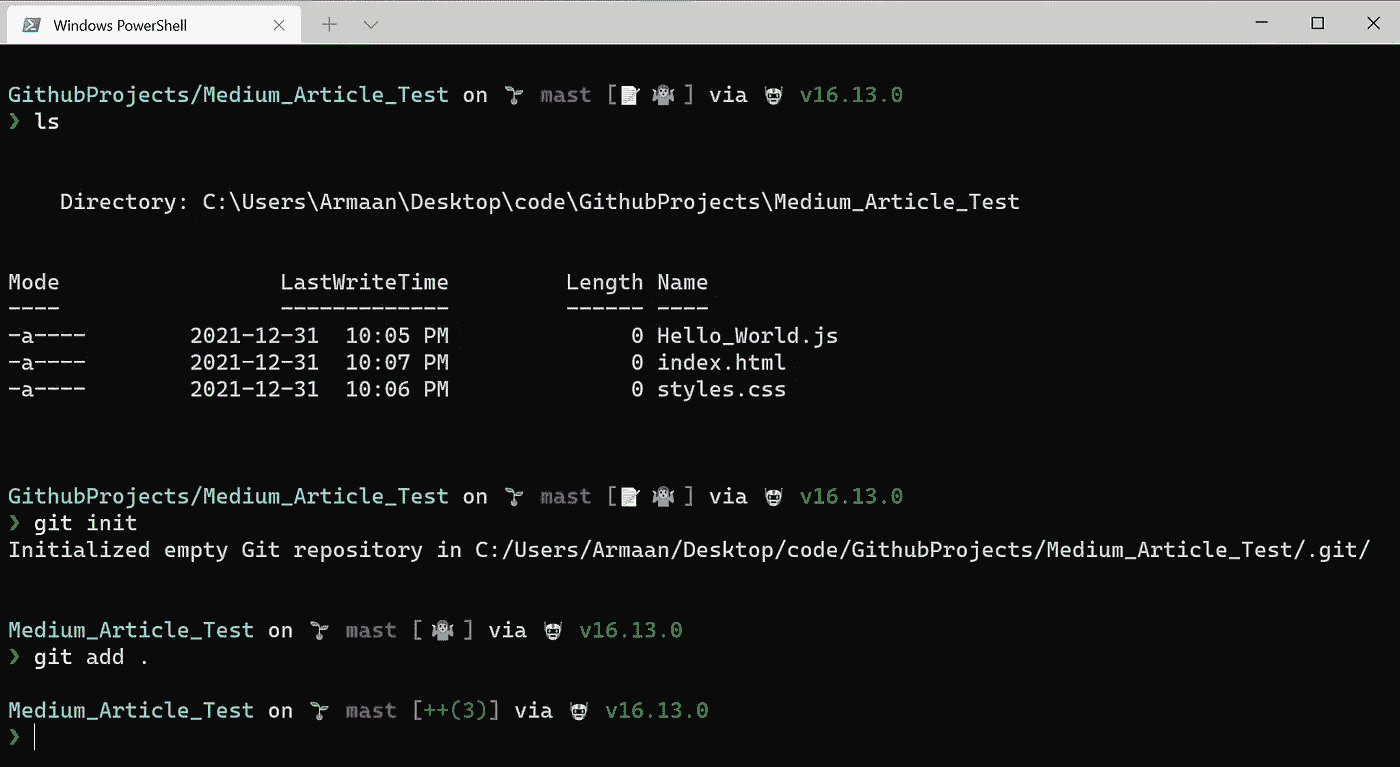 Windows PowerShell
GithubProjects/Medium_Article_Test on 🌱 mast [📝 🤷 ] via 🤖 v16.13.0
❯ ls
Directory: C:\Users\Armaan\Desktop\code\GithubProjects\Medium_Article_Test
Mode LastWriteTime Length Name
---- ------------- ------ ----
-a---- 2021-12-31 10:05 PM 0 Hello_World.js
-a---- 2021-12-31 10:07 PM 0 index.html
-a---- 2021-12-31 10:06 PM 0 styles.css
GithubProjects/Medium_Article_Test on 🌱 mast [📝 🤷 ] via 🤖 v16.13.0
❯ git init
Initialized empty Git repository in C:/Users/Armaan/Desktop/code/GithubProjects/Medium_Article_Test/.git/
Medium_Article_Test on 🌱 mast [ 🤷 ] via 🤖 v16.13.0
❯ git add .
Medium_Article_Test on 🌱 mast [++(3)] via 🤖 v16.13.0
❯